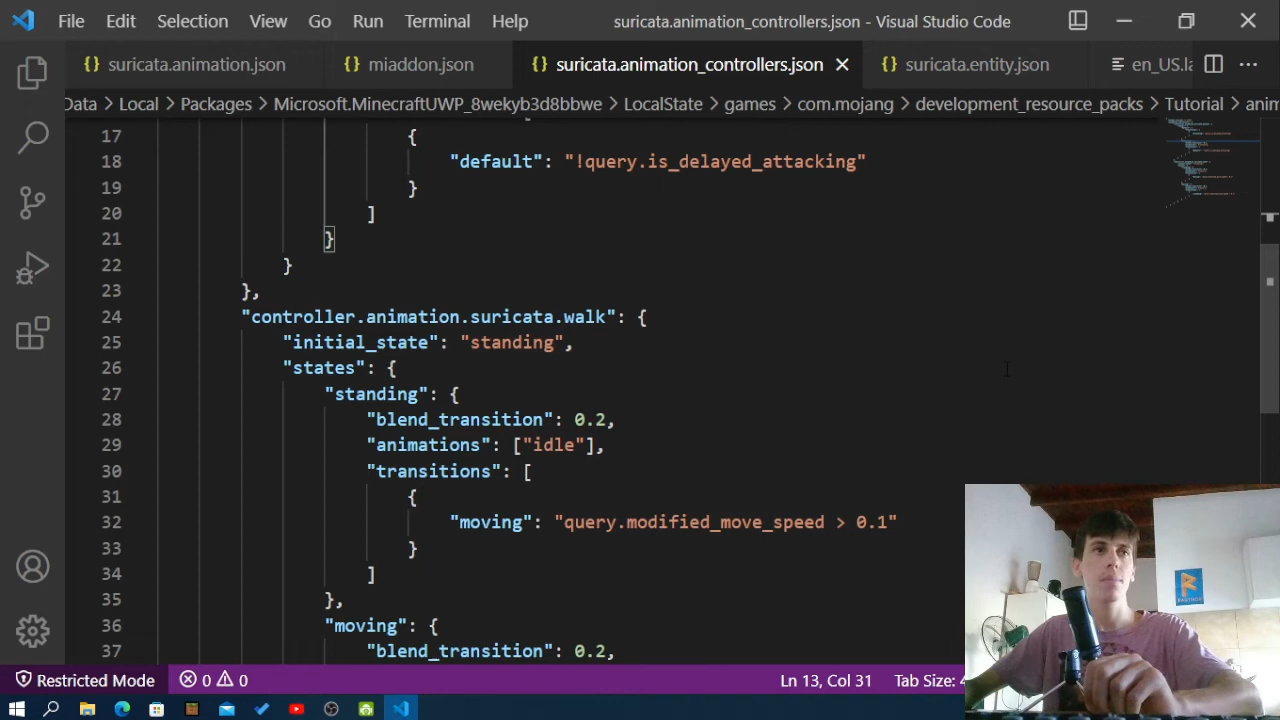 File Edit Selection View Go Run Terminal Help suricata.animation_controllers.json - Visual Studio Code
{} suricata.animation.json {} miaddon.json {} suricata.animation_controllers.json {} suricata.entity.json en_US.la
Data > Local > Packages > Microsoft.MinecraftUWP_8wekyb3d8bbwe > LocalState > games > com.mojang > development_resource_packs > Tutorial > anim
17 {
18 "default": "!query.is_delayed_attacking"
19 }
20 ]
21 }
22 }
23 },
24 "controller.animation.suricata.walk": {
25 "initial_state": "standing",
26 "states": {
27 "standing": {
28 "blend_transition": 0.2,
29 "animations": ["idle"],
30 "transitions": [
31 {
32 "moving": "query.modified_move_speed > 0.1"
33 }
34 ]
35 },
36 "moving": {
37 "blend_transition": 0.2,
Restricted Mode 0 0 Ln 13, Col 31 Tab Size: